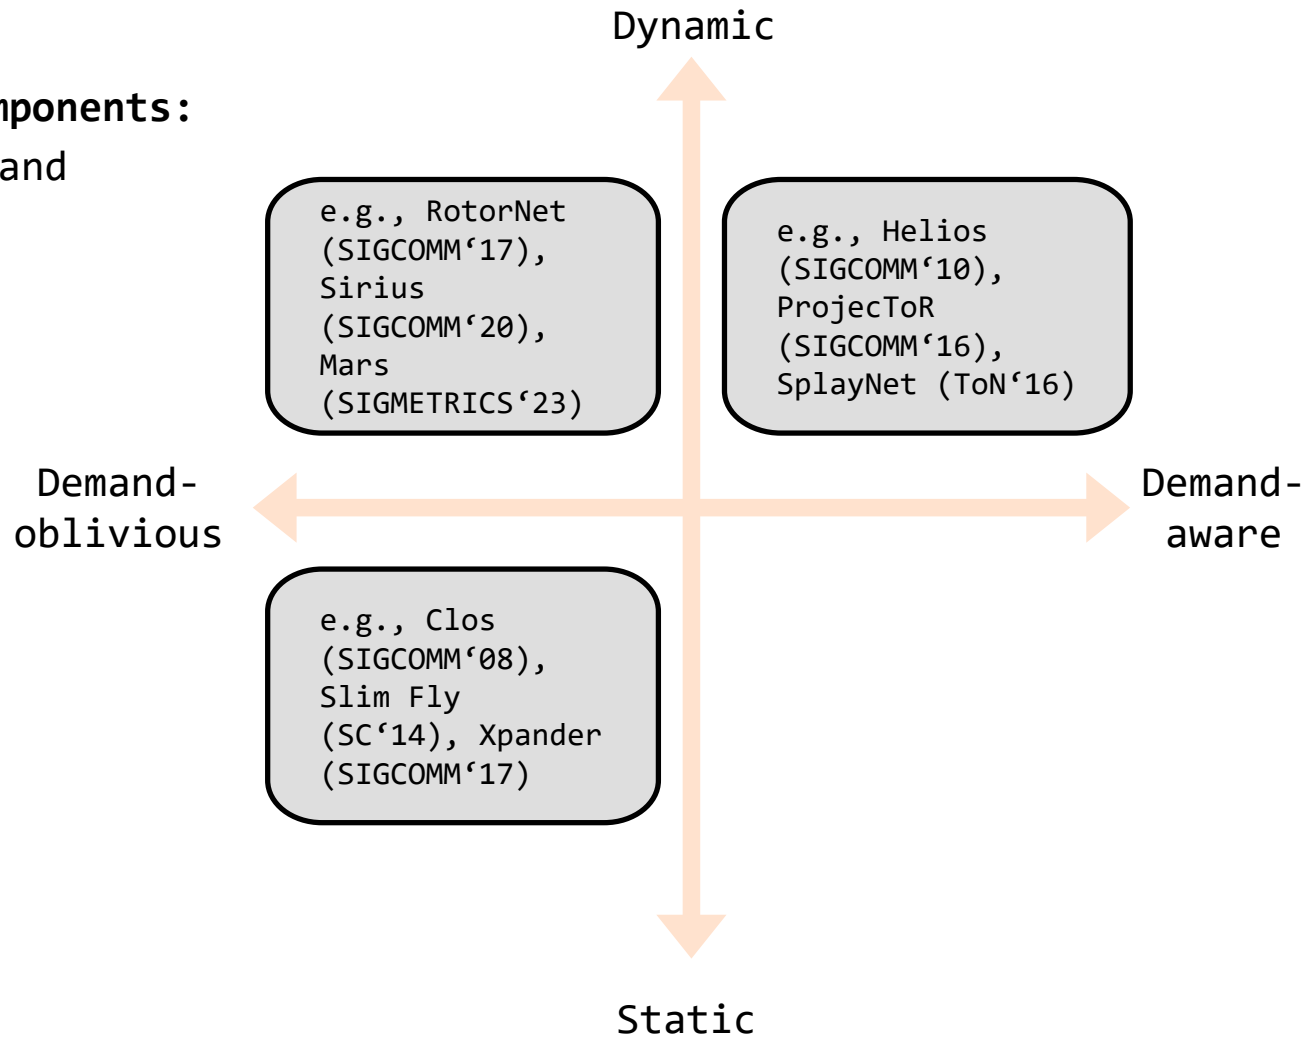 Dynamic
mponents:
and
e.g., RotorNet
(SIGCOMM‘17),
Sirius
(SIGCOMM‘20),
Mars
(SIGMETRICS‘23)
e.g., Helios
(SIGCOMM‘10),
ProjecToR
(SIGCOMM‘16),
SplayNet (ToN‘16)
Demand-
oblivious
Demand-
aware
e.g., Clos
(SIGCOMM‘08),
Slim Fly
(SC‘14), Xpander
(SIGCOMM‘17)
Static